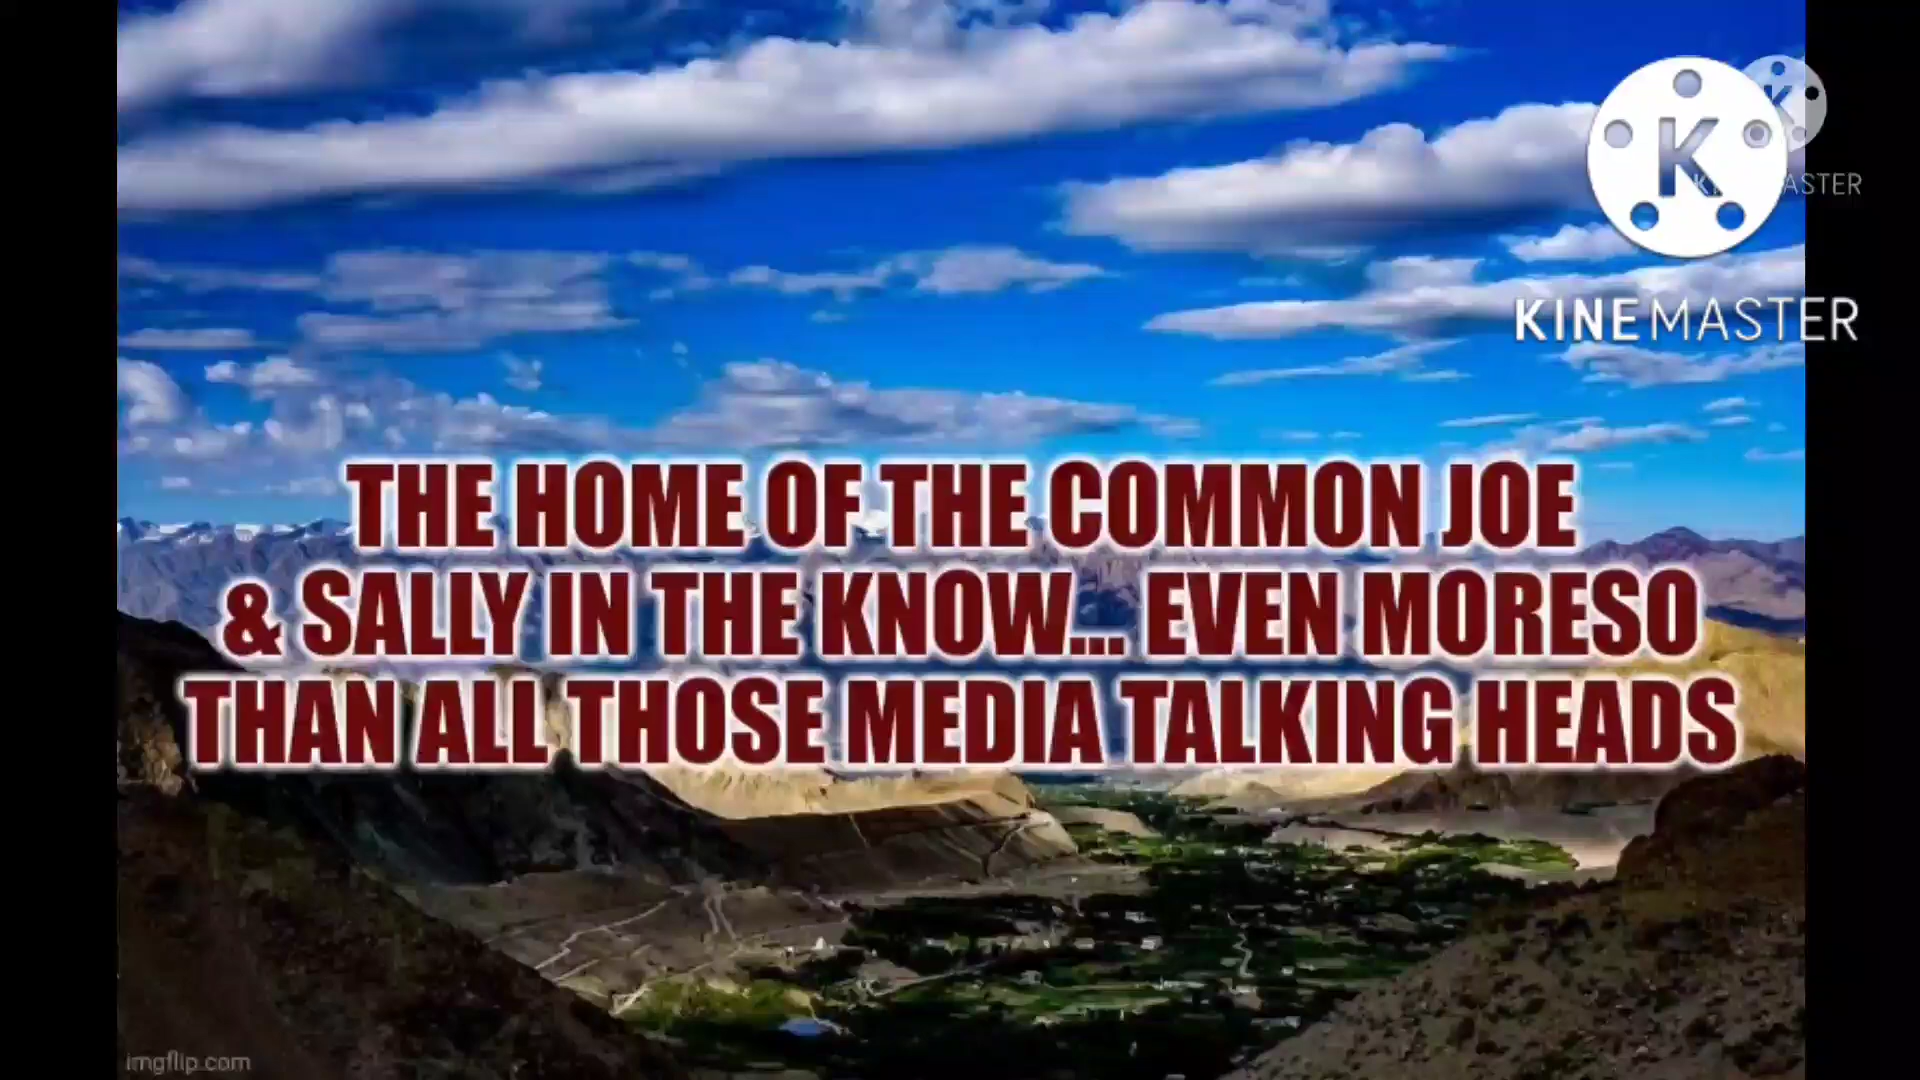 KINEMASTER
THE HOME OF THE COMMON JOE
& SALLY IN THE KNOW... EVEN MORESO
THAN ALL THOSE MEDIA TALKING HEADS
imgflip.com